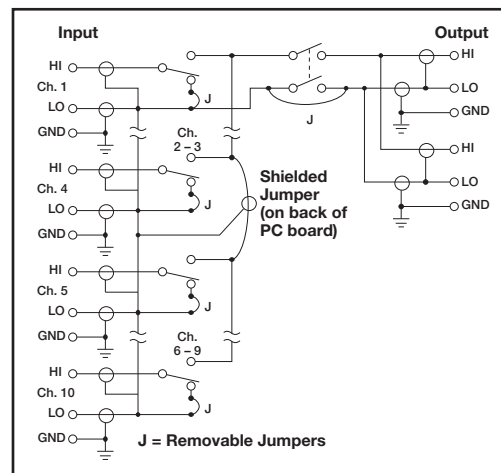 Input
Output
HI
Ch. 1
LO
GND
J
Ch.
2 – 3
HI
Ch. 4
LO
GND
J
HI
Ch. 5
LO
GND
J
Ch.
6 – 9
HI
Ch. 10
LO
GND
J
J
HI
LO
GND
HI
LO
GND
Shielded
Jumper
(on back of
PC board)
J = Removable Jumpers